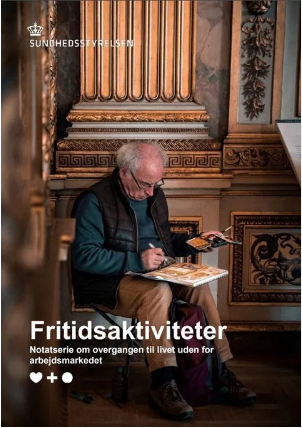 SUNDHEDSSTYRELSEN
Fritidsaktiviteter
Notatserie om overgangen til livet uden for
arbejdsmarkedet